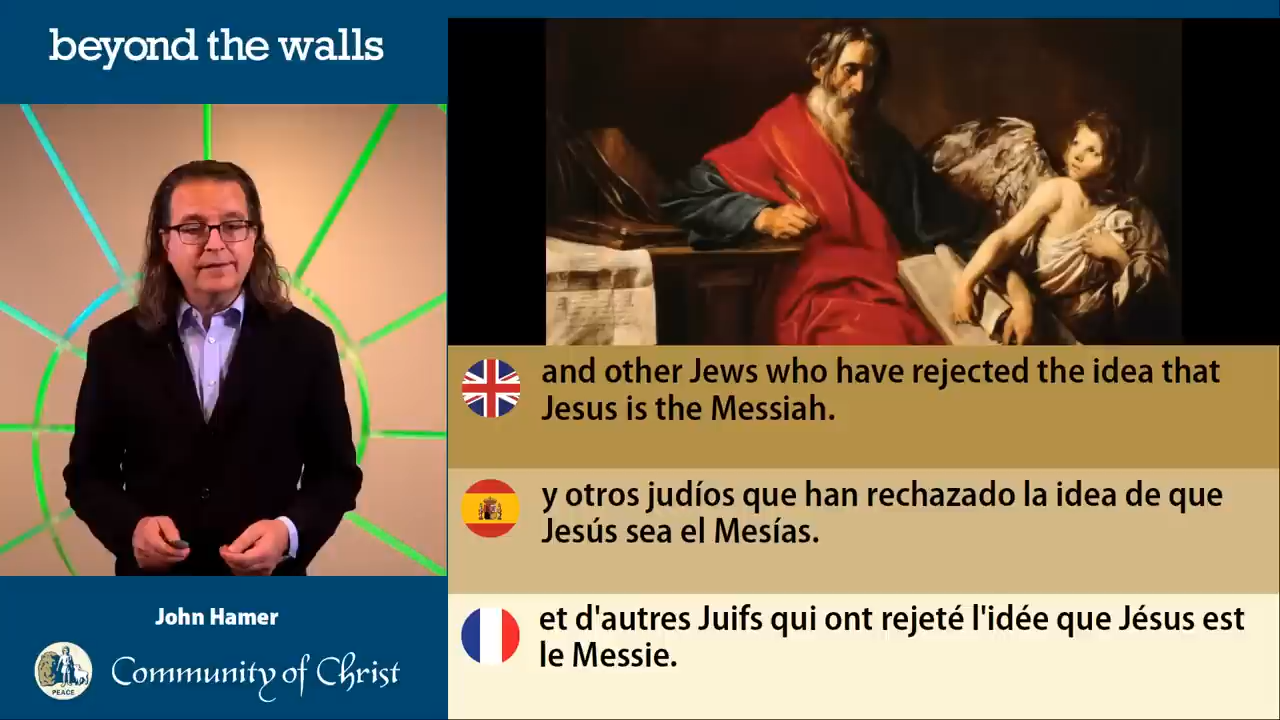 beyond the walls
and other Jews who have rejected the idea that
Jesus is the Messiah.
y otros judíos que han rechazado la idea de que
Jesús sea el Mesías.
et d'autres Juifs qui ont rejeté l'idée que Jésus est
le Messie.
John Hamer
PEACE
Community of Christ